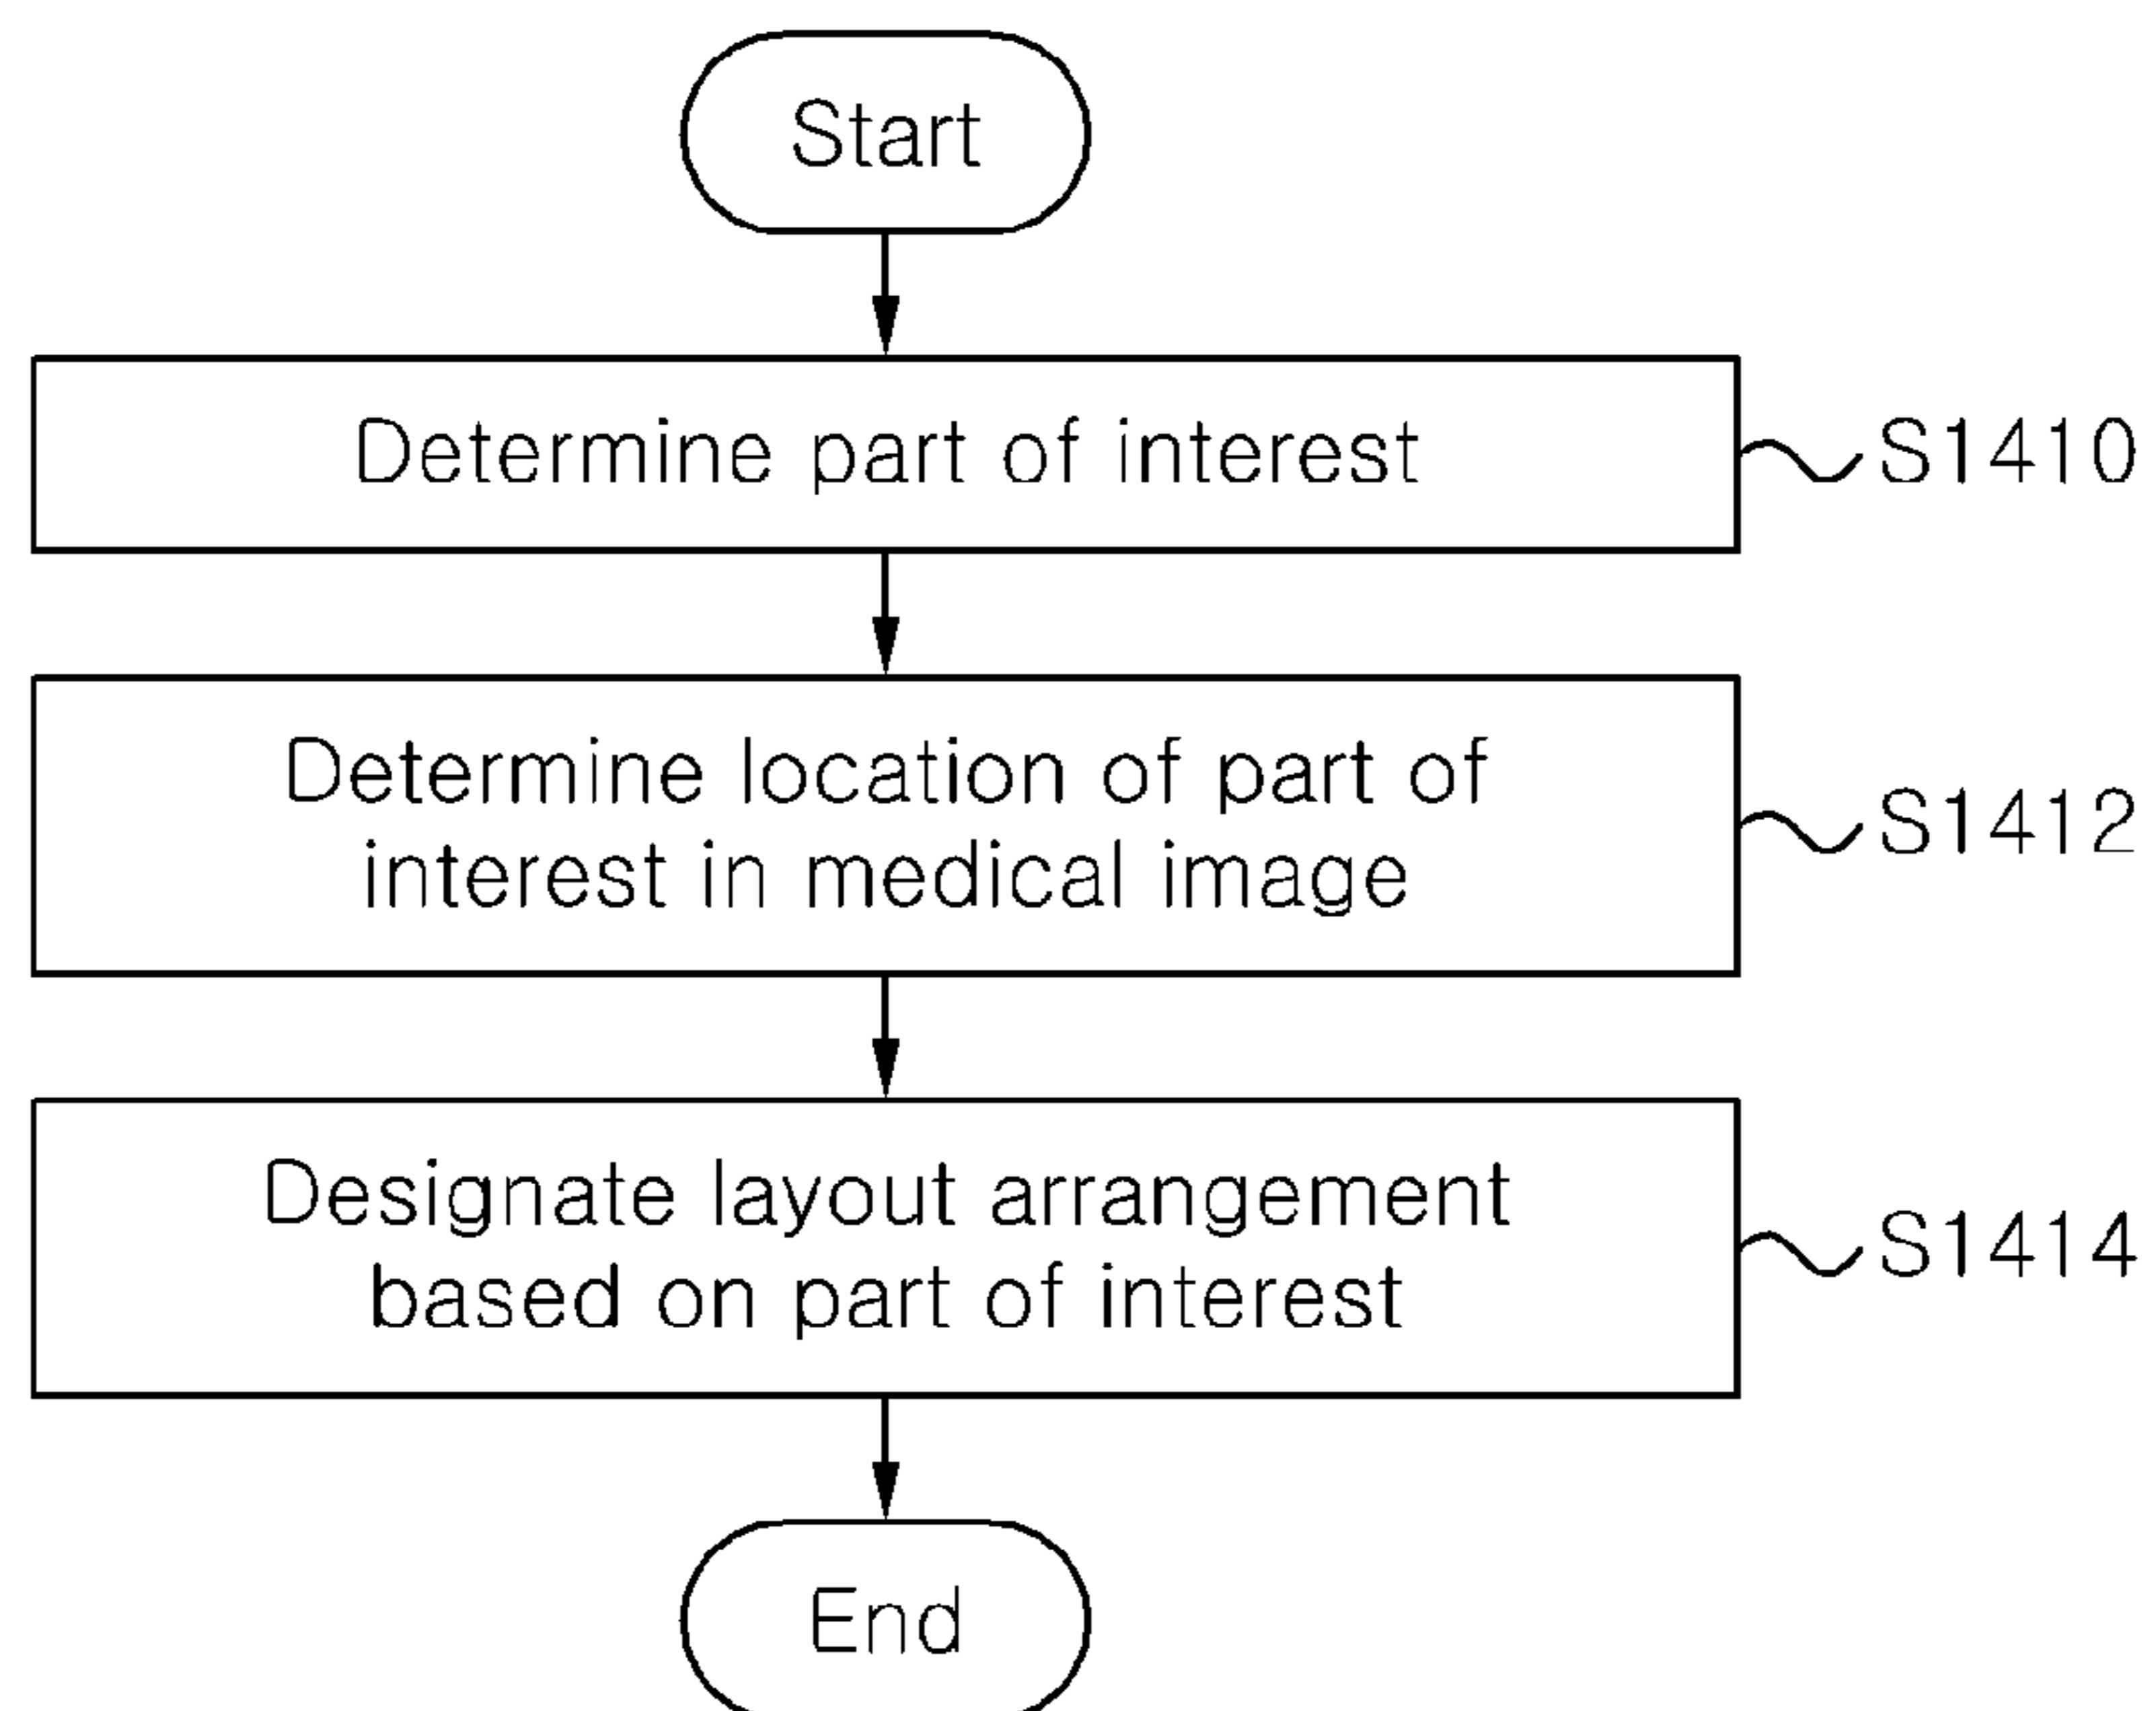 Start
Determine part of interest
S1410
Determine location of part of
interest in medical image
S1412
Designate layout arrangement
based on part of interest
S1414
End